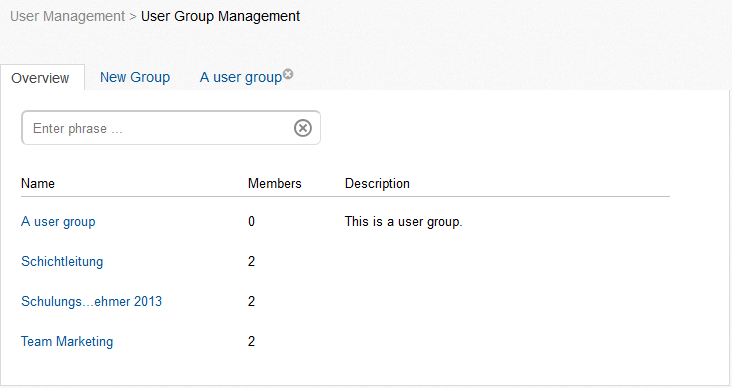 User Management > User Group Management
Overview New Group A user group
Enter phrase ...
Name Members Description
A user group 0 This is a user group.
Schichtleitung 2
Schulungs...ehmer 2013 2
Team Marketing 2